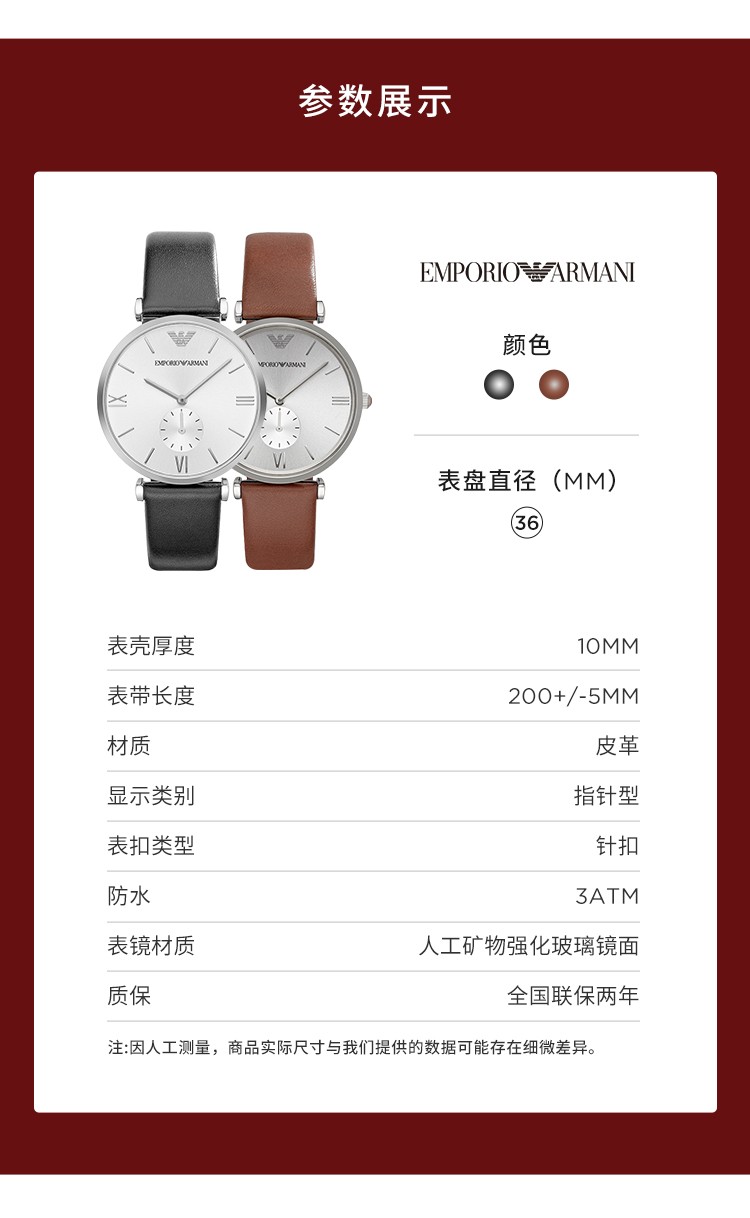 参数展示
EMPORIO ARMANI
颜色
表盘直径（MM）
36
EMPORIO ARMANI
EMPORIO ARMANI
表壳厚度 10MM
表带长度 200+/-5MM
材质 皮革
显示类别 指针型
表扣类型 针扣
防水 3ATM
表镜材质 人工矿物强化玻璃镜面
质保 全国联保两年
注:因人工测量，商品实际尺寸与我们提供的数据可能存在细微差异。